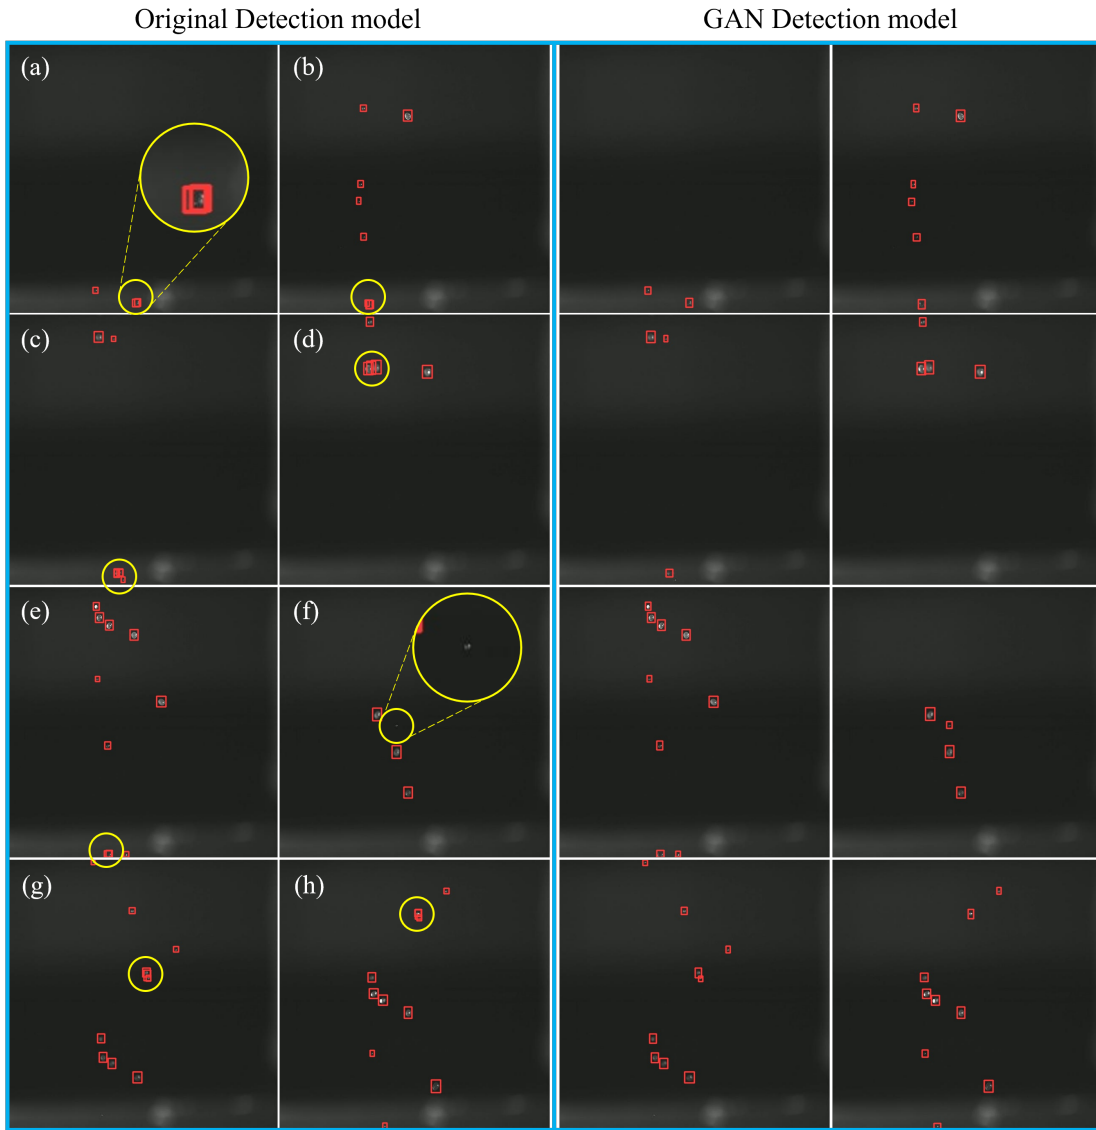 Original Detection model
GAN Detection model
(a)
(b)
(c)
(d)
(e)
(f)
(g)
(h)